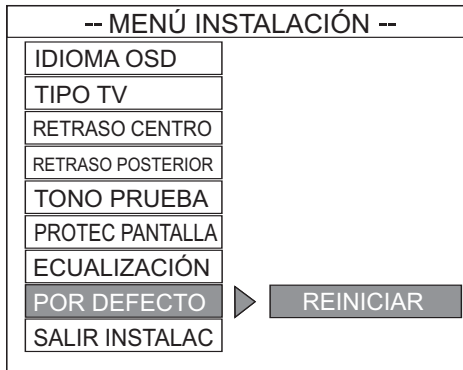 -- MENÚ INSTALACIÓN --
IDIOMA OSD
TIPO TV
RETRASO CENTRO
RETRASO POSTERIOR
TONO PRUEBA
PROTEC PANTALLA
ECUALIZACIÓN
POR DEFECTO REINICIAR
SALIR INSTALAC